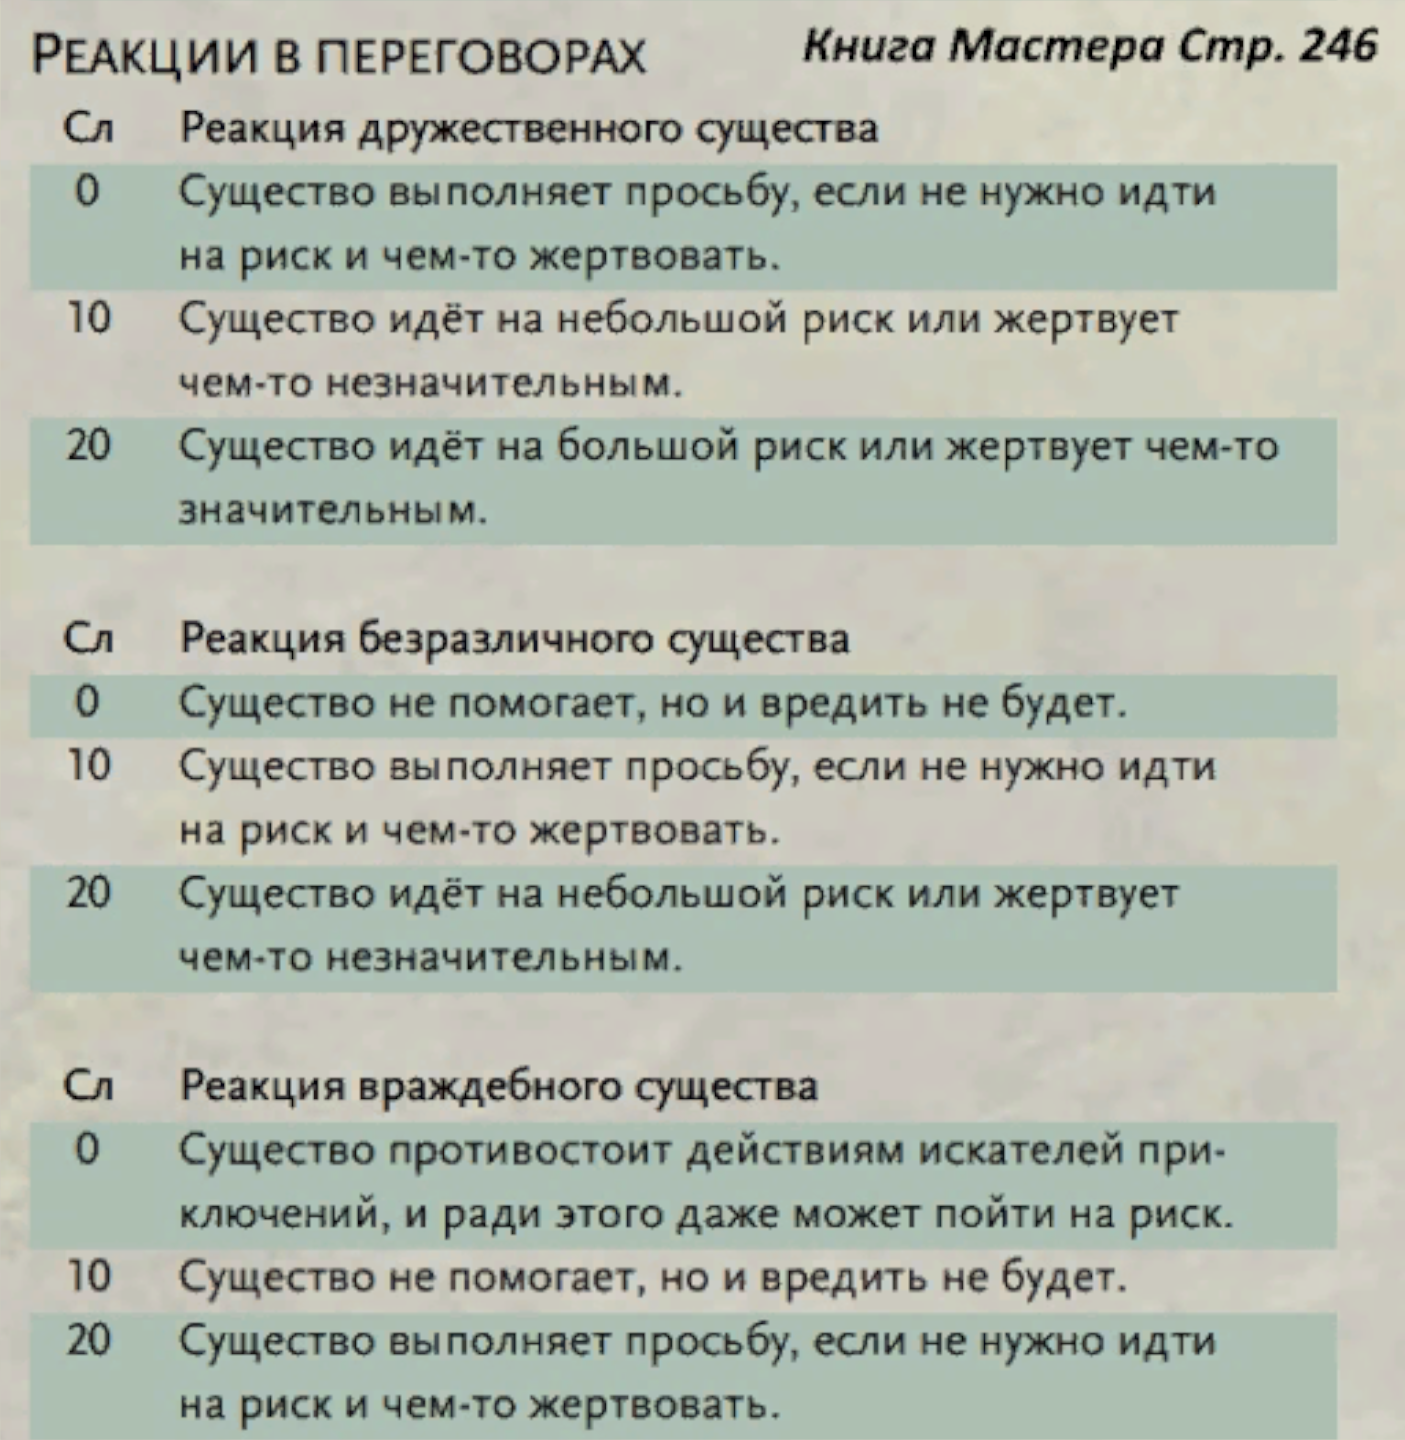 РЕАКЦИИ В ПЕРЕГОВОРАХ Книга Мастера Стр. 246
Сл Реакция дружественного существа
0 Существо выполняет просьбу, если не нужно идти
на риск и чем-то жертвовать.
10 Существо идёт на небольшой риск или жертвует
чем-то незначительным.
20 Существо идёт на большой риск или жертвует чем-то
значительным.
Сл Реакция безразличного существа
0 Существо не помогает, но и вредить не будет.
10 Существо выполняет просьбу, если не нужно идти
на риск и чем-то жертвовать.
20 Существо идёт на небольшой риск или жертвует
чем-то незначительным.
Сл Реакция враждебного существа
0 Существо противостоит действиям искателей при-
ключений, и ради этого даже может пойти на риск.
10 Существо не помогает, но и вредить не будет.
20 Существо выполняет просьбу, если не нужно идти
на риск и чем-то жертвовать.